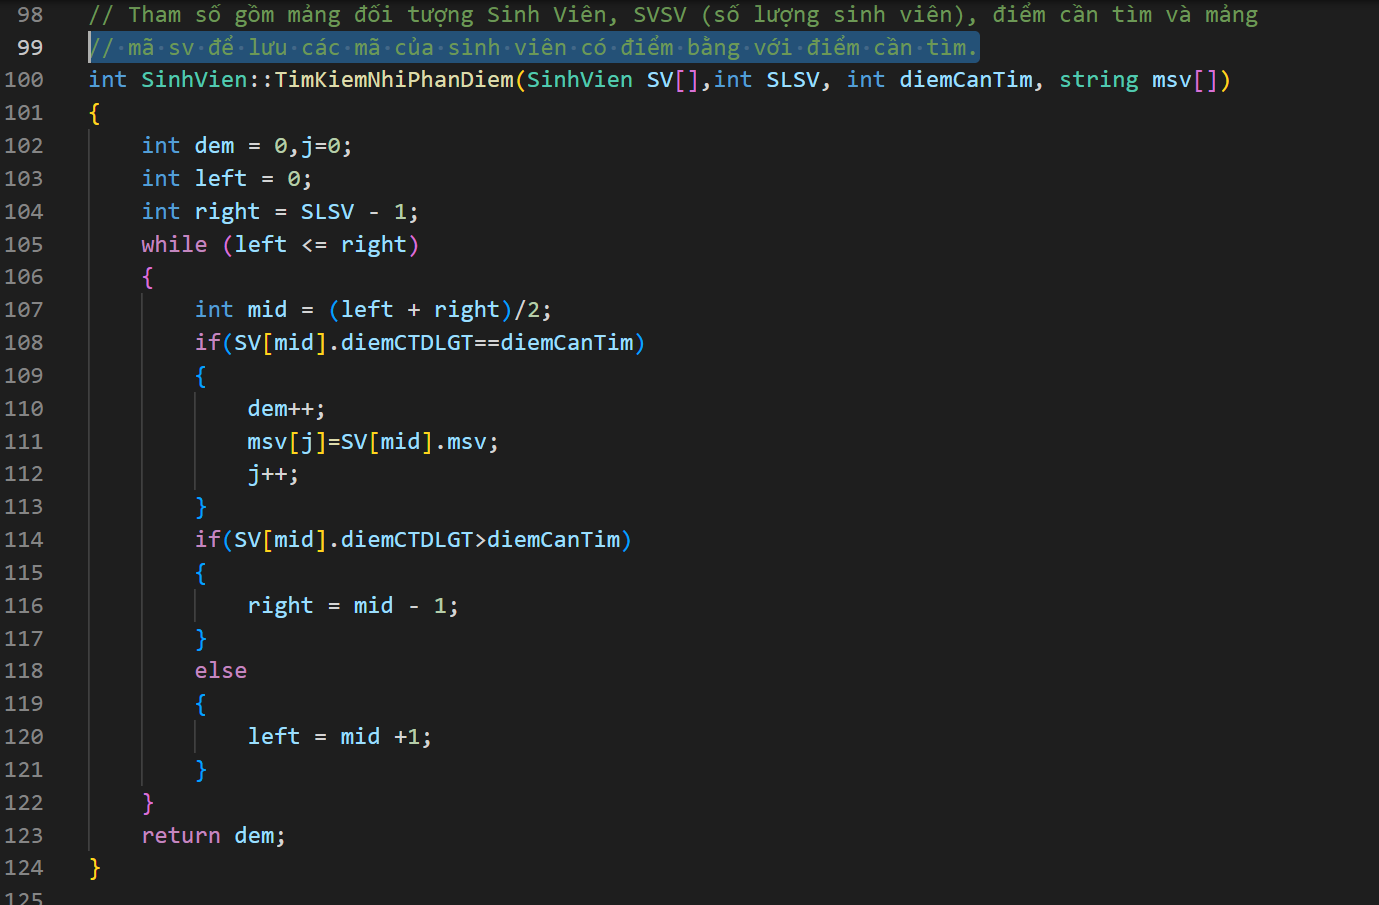 98 // Tham số gồm mảng đối tượng Sinh Viên, SVSV (số lượng sinh viên), điểm cần tìm và mảng
99 // mã sv để lưu các mã của sinh viên có điểm bằng với điểm cần tìm.
100 int SinhVien::TimKiemNhiPhanDiem(SinhVien SV[],int SLSV, int diemCanTim, string msv[])
101 {
102 int dem = 0,j=0;
103 int left = 0;
104 int right = SLSV - 1;
105 while (left <= right)
106 {
107 int mid = (left + right)/2;
108 if(SV[mid].diemCTDLGT==diemCanTim)
109 {
110 dem++;
111 msv[j]=SV[mid].msv;
112 j++;
113 }
114 if(SV[mid].diemCTDLGT>diemCanTim)
115 {
116 right = mid - 1;
117 }
118 else
119 {
120 left = mid +1;
121 }
122 }
123 return dem;
124 }
125